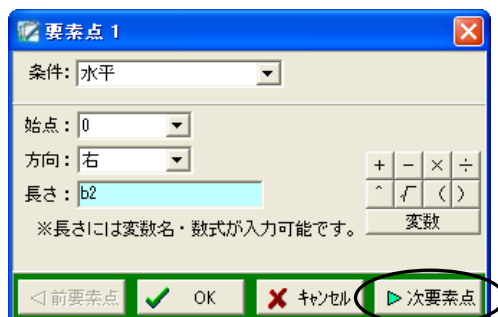 要素点 1
条件: 水平
始点: 0
方向: 右
長さ: b2
+ - × ÷
^ √ ( )
変数
※長さには変数名・数式が入力可能です。
◁前要素点 OK キャンセル ▷次要素点